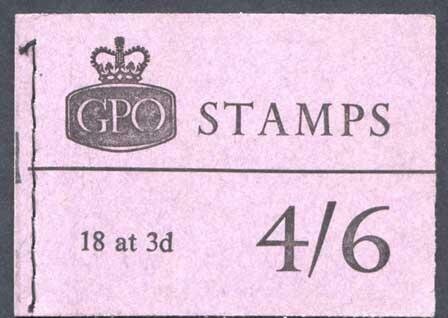 GPO
STAMPS
18 at 3d
4/6